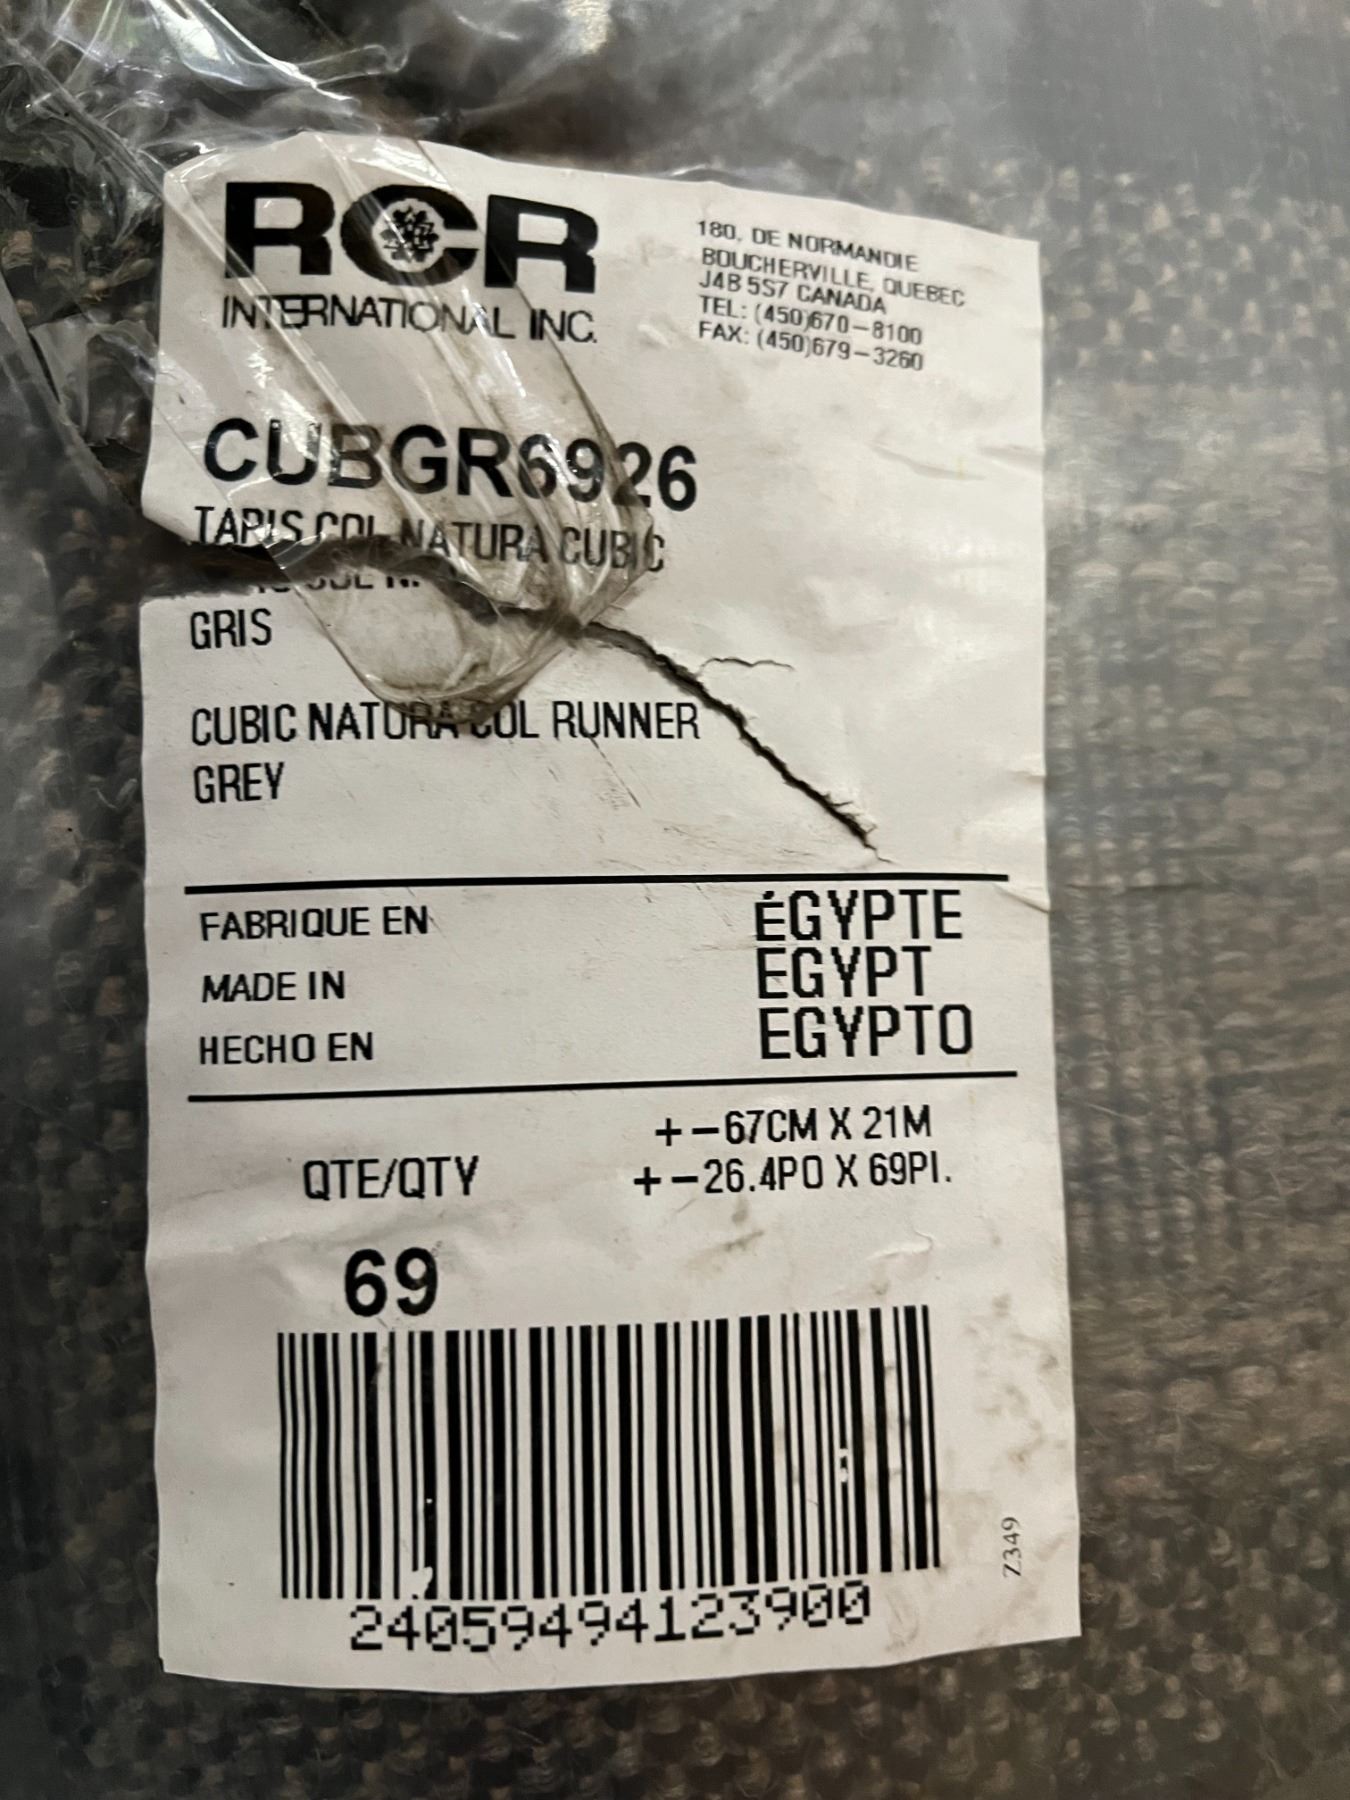 RCR
INTERNATIONAL INC.
180, DE NORMANDIE
BOUCHERVILLE, QUEBEC
J4B 5S7 CANADA
TEL: (450)670-8100
FAX: (450)679-3260
CUBGR6926
TAPIS COL NATURA CUBIC
GRIS
CUBIC NATURA COL RUNNER
GREY
FABRIQUE EN ÉGYPTE
MADE IN EGYPT
HECHO EN EGYPTO
+-67CM X 21M
QTE/QTY +-26.4PO X 69PI.
69
24059494123900
Z349